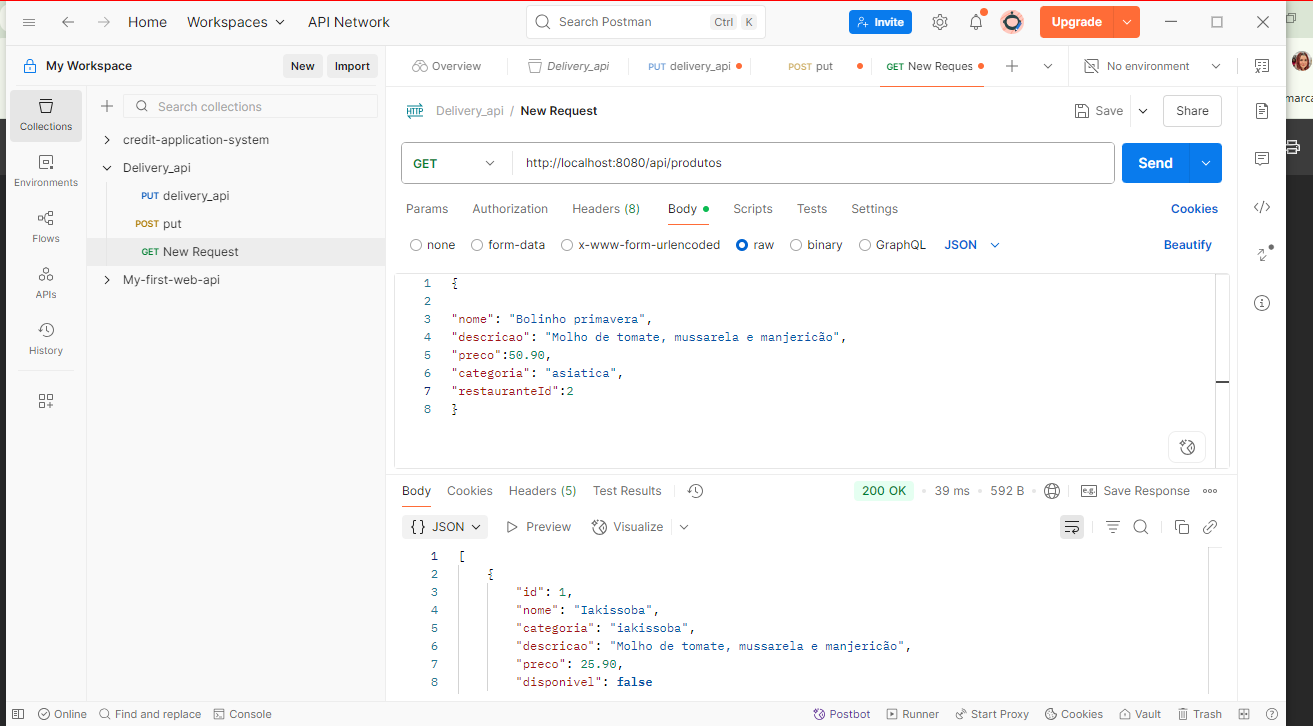 Home Workspaces API Network Search Postman Ctrl K Invite Upgrade
My Workspace New Import
Overview Delivery_api PUT delivery_api POST put GET New Reques No environment
Collections
Environments
Flows
APIs
History
Search collections
credit-application-system
Delivery_api
PUT delivery_api
POST put
GET New Request
My-first-web-api
HTTP Delivery_api / New Request Save Share
GET http://localhost:8080/api/produtos Send
Params Authorization Headers (8) Body Scripts Tests Settings Cookies
none form-data x-www-form-urlencoded raw binary GraphQL JSON Beautify
1 {
2
3 "nome": "Bolinho primavera",
4 "descricao": "Molho de tomate, mussarela e manjericão",
5 "preco":50.90,
6 "categoria": "asiatica",
7 "restauranteId":2
8 }
Body Cookies Headers (5) Test Results 200 OK • 39 ms • 592 B • e.g. Save Response
{} JSON Preview Visualize
1 [
2 {
3 "id": 1,
4 "nome": "Iakissoba",
5 "categoria": "iakissoba",
6 "descricao": "Molho de tomate, mussarela e manjericão",
7 "preco": 25.90,
8 "disponivel": false
Online Find and replace Console Postbot Runner Start Proxy Cookies Vault Trash
marca